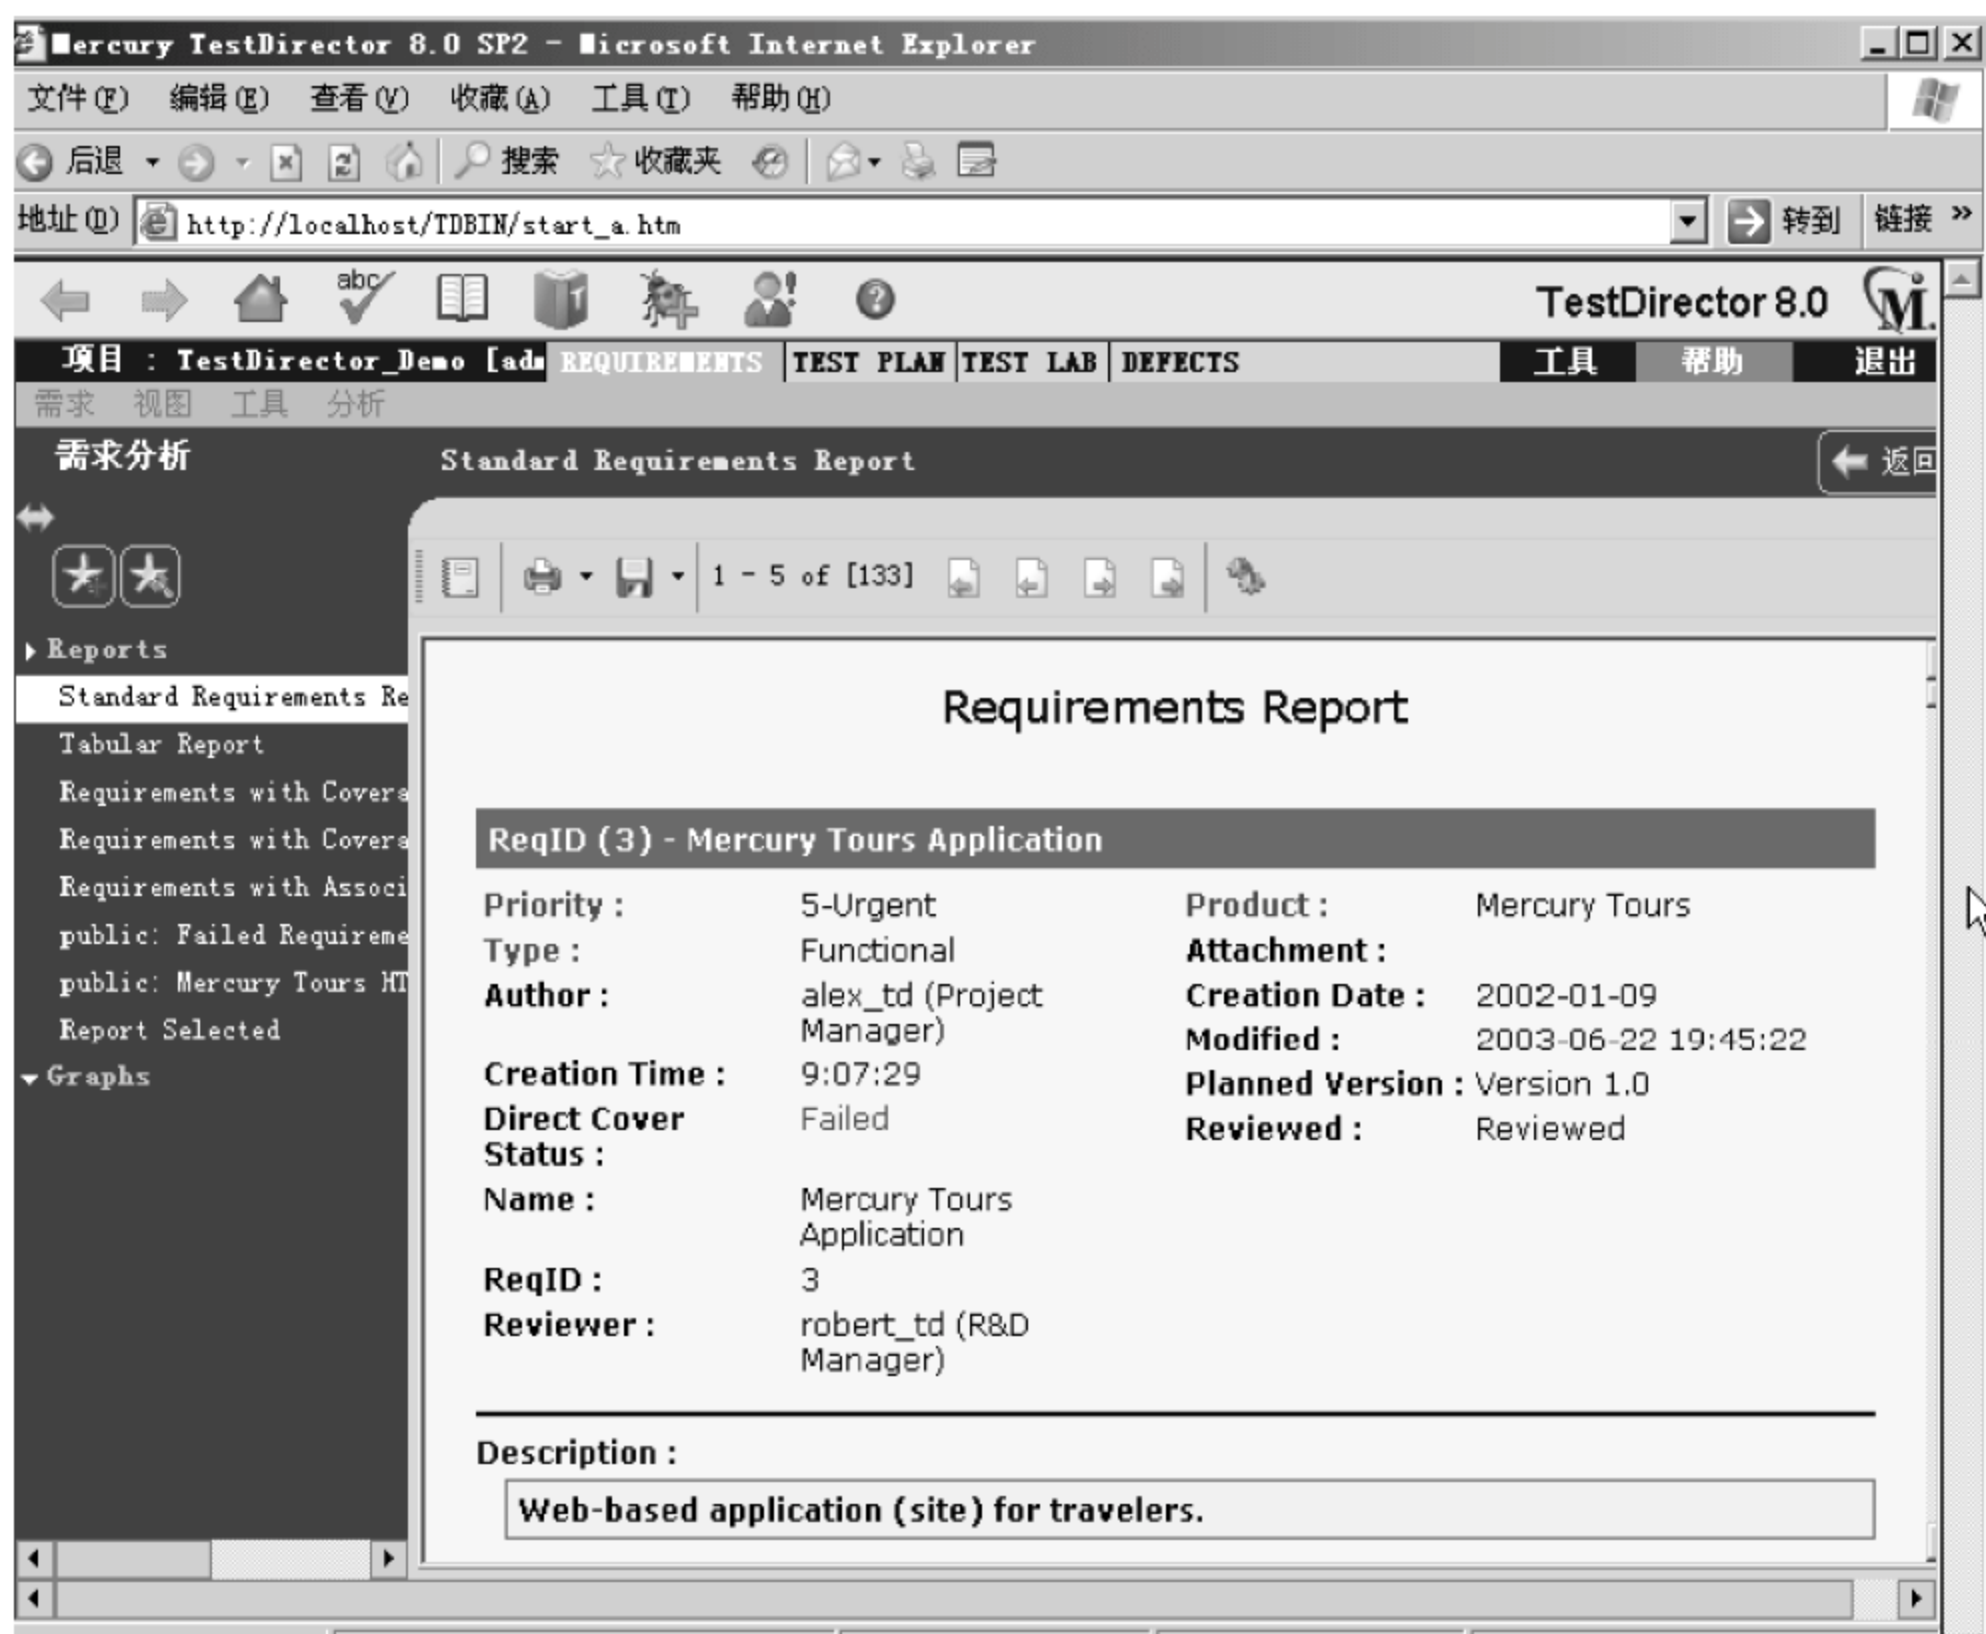 Mercury TestDirector 8.0 SP2 - Microsoft Internet Explorer
文件(F) 编辑(E) 查看(V) 收藏(A) 工具(T) 帮助(H)
后退 搜索 收藏夹
地址(D) http://localhost/TDBIN/start_a.htm 转到 链接 »
abc T ? TestDirector 8.0 M.
项目 : TestDirector_Demo [adm REQUIREMENTS TEST PLAN TEST LAB DEFECTS 工具 帮助 退出
需求 视图 工具 分析
需求分析 Standard Requirements Report 返回
1 - 5 of [133]
Reports
Standard Requirements Re
Tabular Report
Requirements with Covera
Requirements with Covera
Requirements with Associ
public: Failed Requireme
public: Mercury Tours HT
Report Selected
Graphs
Requirements Report
ReqID (3) - Mercury Tours Application
Priority : 5-Urgent Product : Mercury Tours
Type : Functional Attachment :
Author : alex_td (Project Creation Date : 2002-01-09
Manager) Modified : 2003-06-22 19:45:22
Creation Time : 9:07:29 Planned Version : Version 1.0
Direct Cover Failed Reviewed : Reviewed
Status :
Name : Mercury Tours
Application
ReqID : 3
Reviewer : robert_td (R&D
Manager)
Description :
Web-based application (site) for travelers.